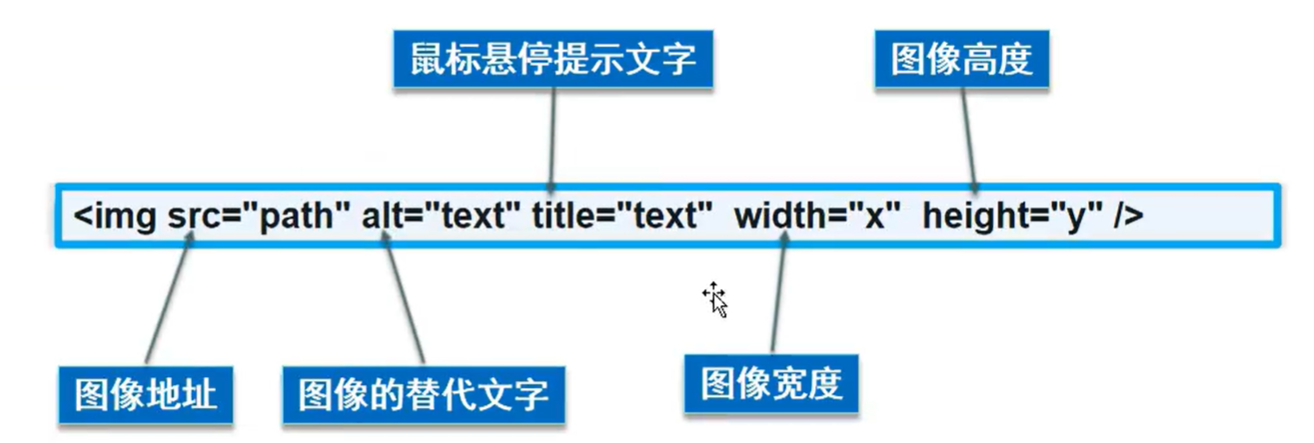 鼠标悬停提示文字
图像高度
<img src="path" alt="text" title="text"  width="x"  height="y" />
图像地址
图像的替代文字
图像宽度